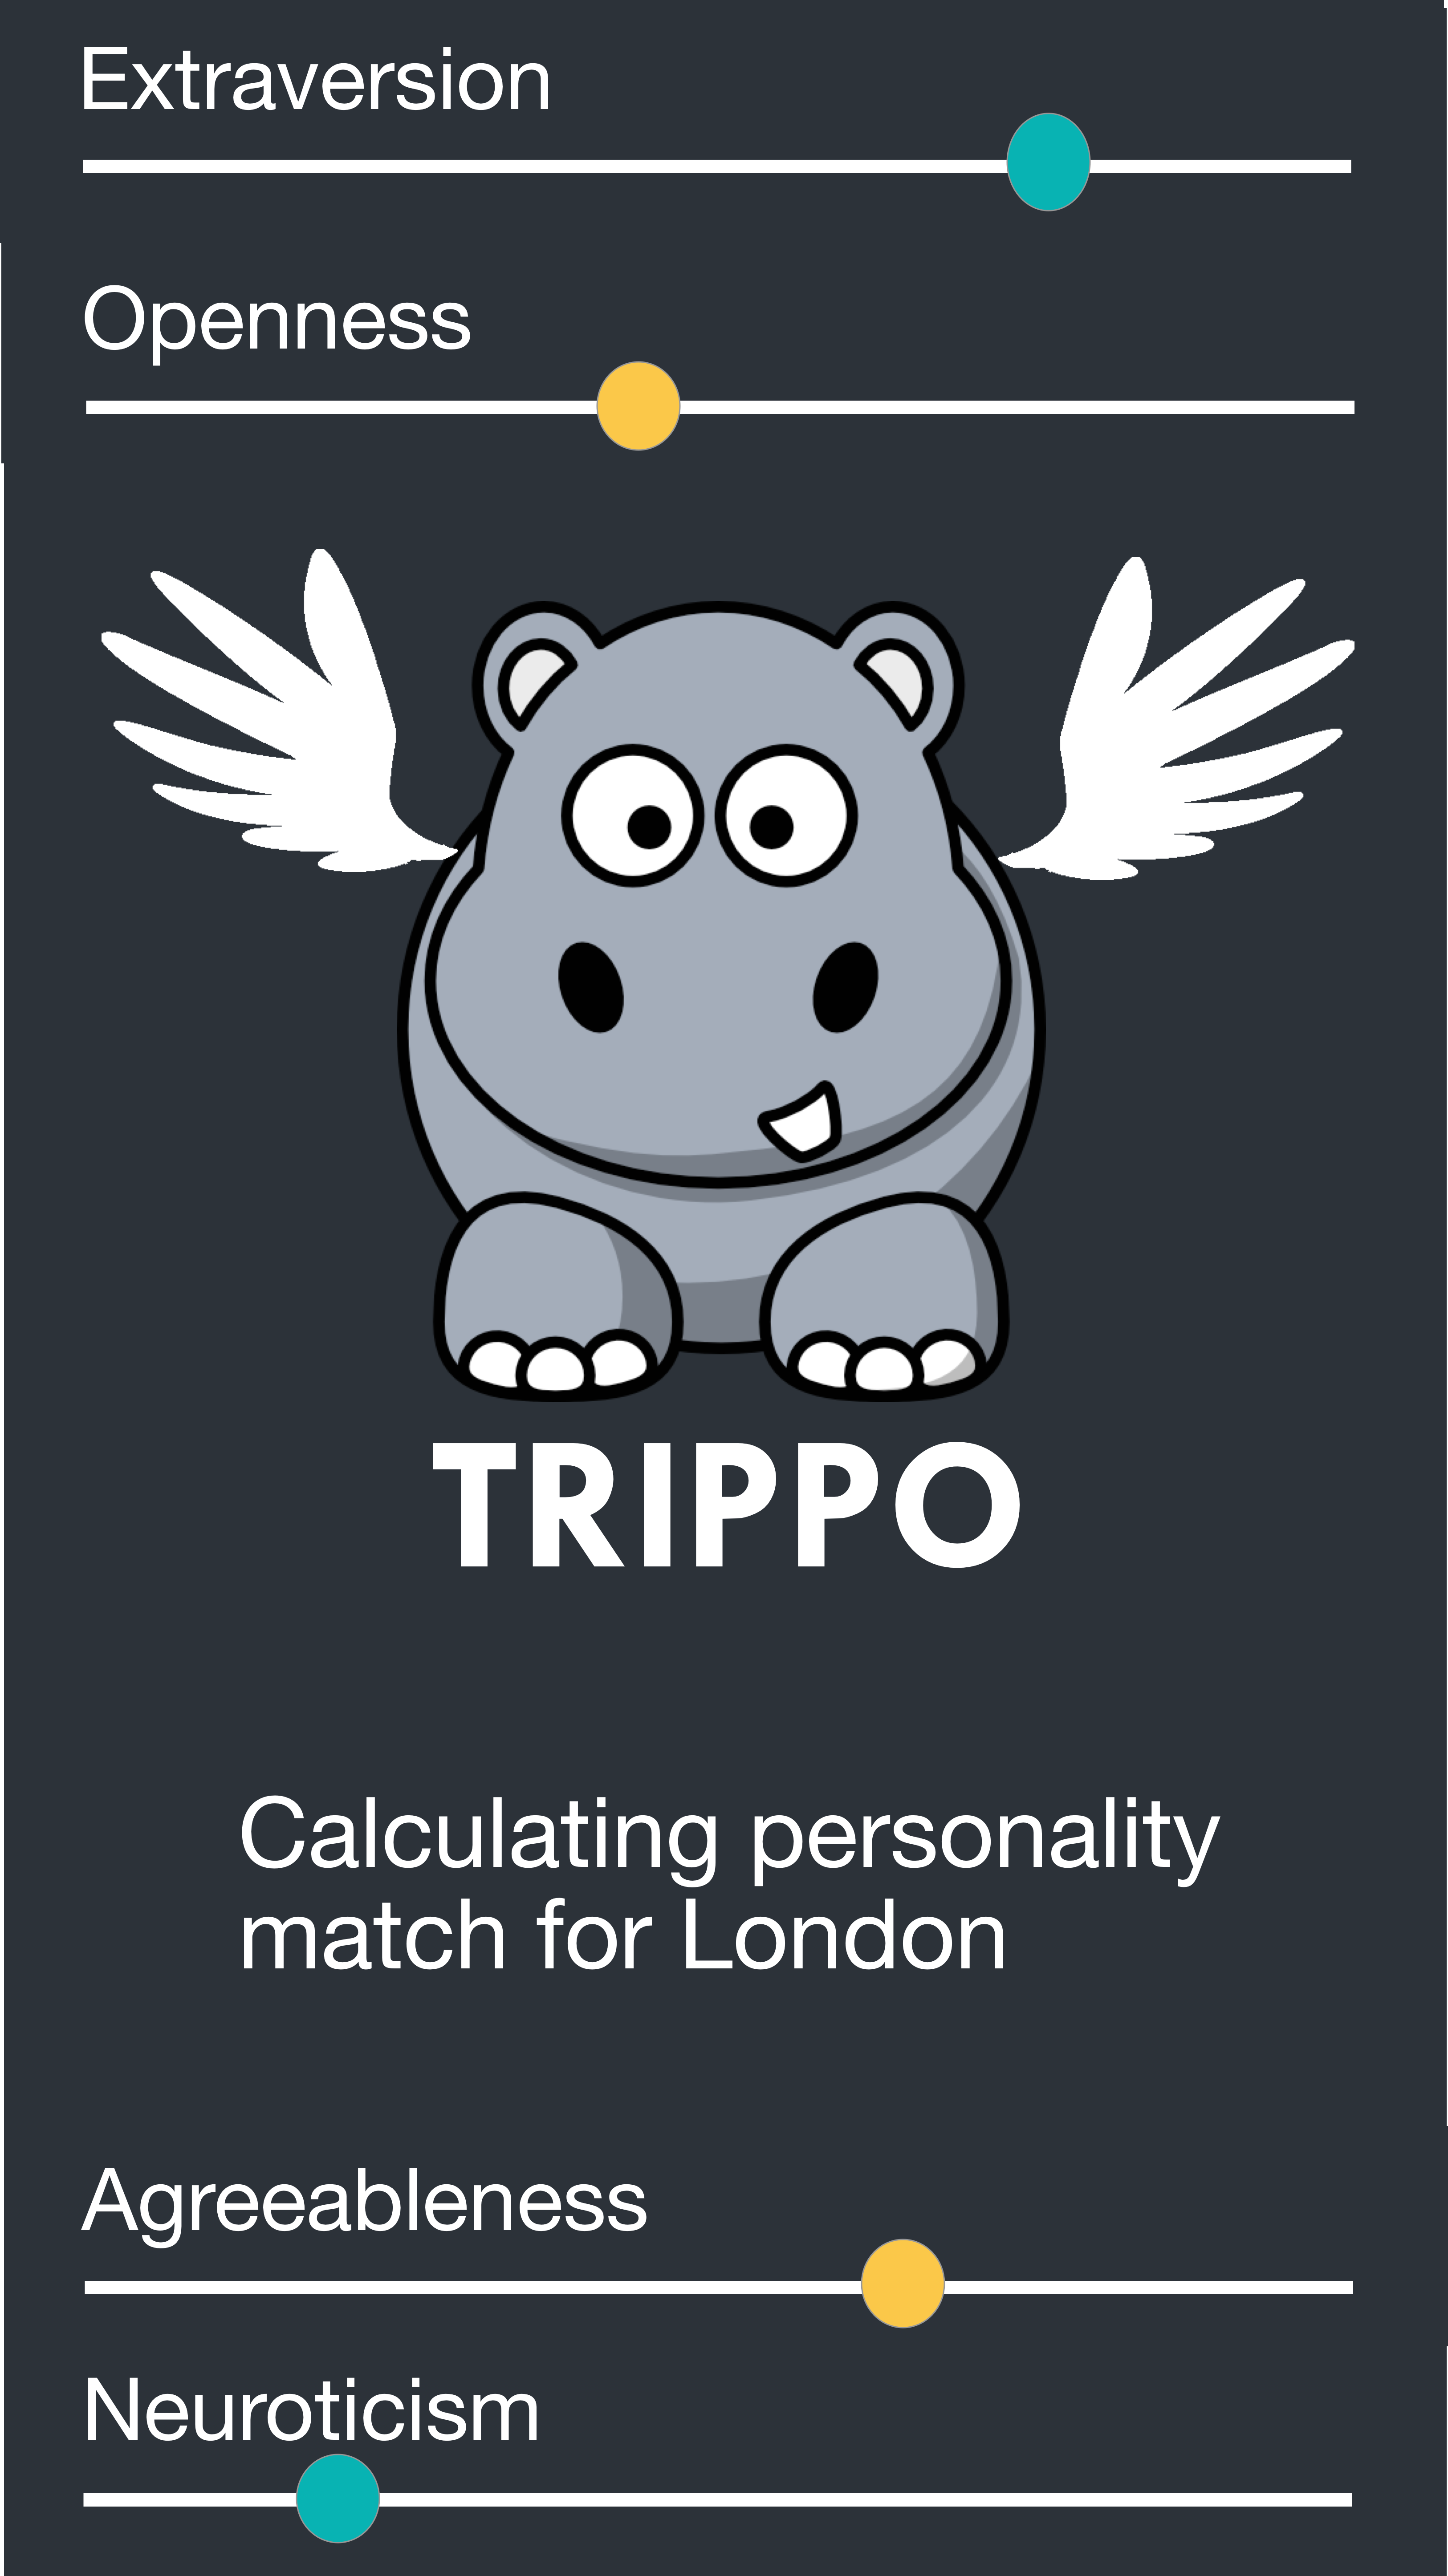 Extraversion
Openness
TRIPPO
Calculating personality
match for London
Agreeableness
Neuroticism